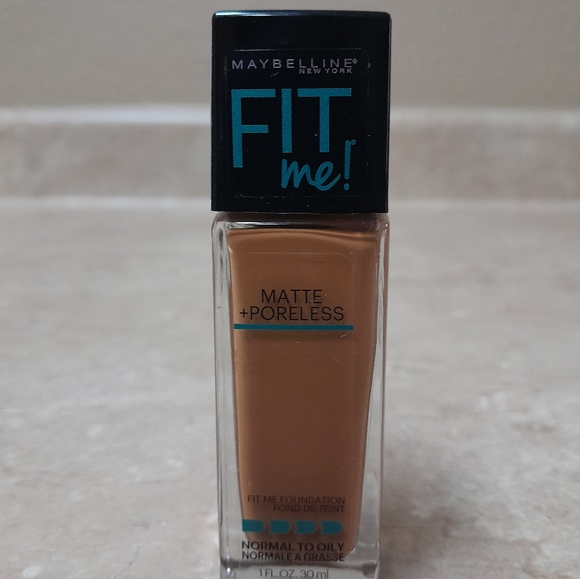 MAYBELLINE®
NEW YORK
FIT
me!
MATTE
+PORELESS
FIT ME FOUNDATION
FOND DE TEINT
NORMAL TO OILY
NORMALE À GRASSE
1 FL. OZ. 30 ml